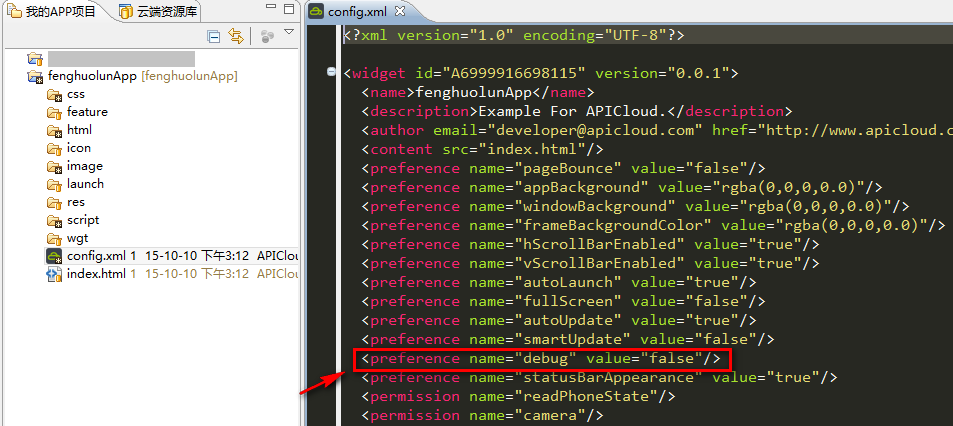 我的APP项目
云端资源库
fenghuolunApp [fenghuolunApp]
css
feature
html
icon
image
launch
res
script
wgt
config.xml 1 15-10-10 下午3:12 APIClou
index.html 1 15-10-10 下午3:12 APIClou
config.xml
<?xml version="1.0" encoding="UTF-8"?>
<widget id="A6999916698115" version="0.0.1">
<name>fenghuolunApp</name>
<description>Example For APICloud.</description>
<author email="developer@apicloud.com" href="http://www.apicloud.c
<content src="index.html"/>
<preference name="pageBounce" value="false"/>
<preference name="appBackground" value="rgba(0,0,0,0.0)"/>
<preference name="windowBackground" value="rgba(0,0,0,0.0)"/>
<preference name="frameBackgroundColor" value="rgba(0,0,0,0.0)"/>
<preference name="hScrollBarEnabled" value="true"/>
<preference name="vScrollBarEnabled" value="true"/>
<preference name="autoLaunch" value="true"/>
<preference name="fullScreen" value="false"/>
<preference name="autoUpdate" value="true"/>
<preference name="smartUpdate" value="false"/>
<preference name="debug" value="false"/>
<preference name="statusBarAppearance" value="true"/>
<permission name="readPhoneState"/>
<permission name="camera"/>